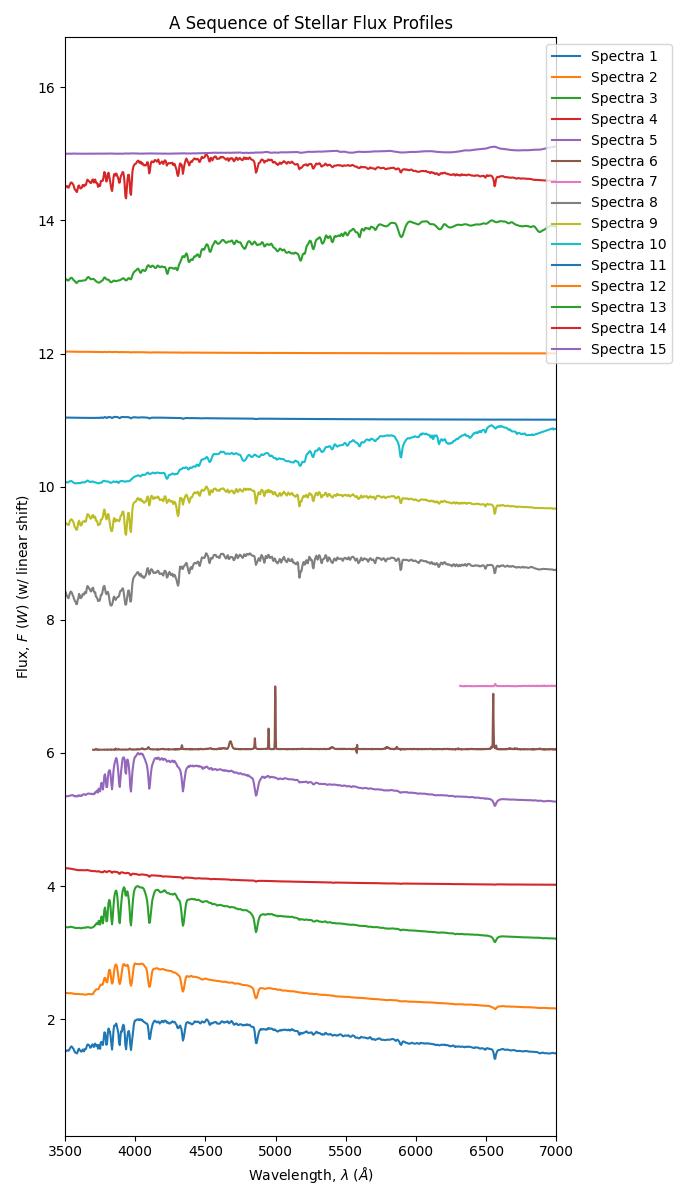 A Sequence of Stellar Flux Profiles
Spectra 1
Spectra 2
Spectra 3
Spectra 4
Spectra 5
Spectra 6
Spectra 7
Spectra 8
Spectra 9
Spectra 10
Spectra 11
Spectra 12
Spectra 13
Spectra 14
Spectra 15
16
14
12
10
8
6
4
2
Flux, F (W) (w/ linear shift)
3500 4000 4500 5000 5500 6000 6500 7000
Wavelength, λ (Å)